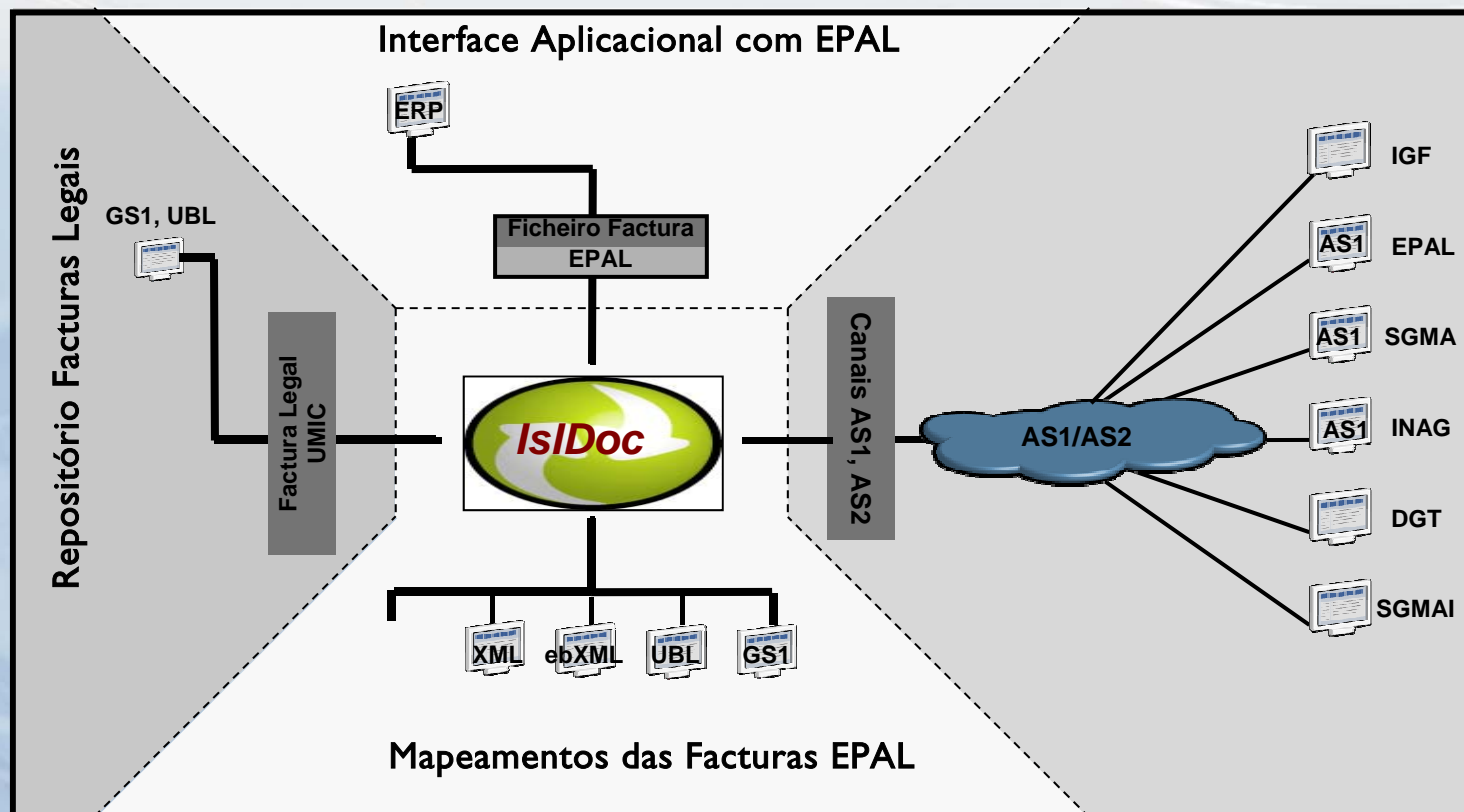 Interface Aplicacional com EPAL
ERP
Ficheiro Factura
EPAL
Repositório Facturas Legais
GS1, UBL
Factura Legal
UMIC
IsIDoc
Canais AS1, AS2
AS1/AS2
IGF
AS1
EPAL
AS1
SGMA
AS1
INAG
DGT
SGMAI
XML
ebXML
UBL
GS1
Mapeamentos das Facturas EPAL